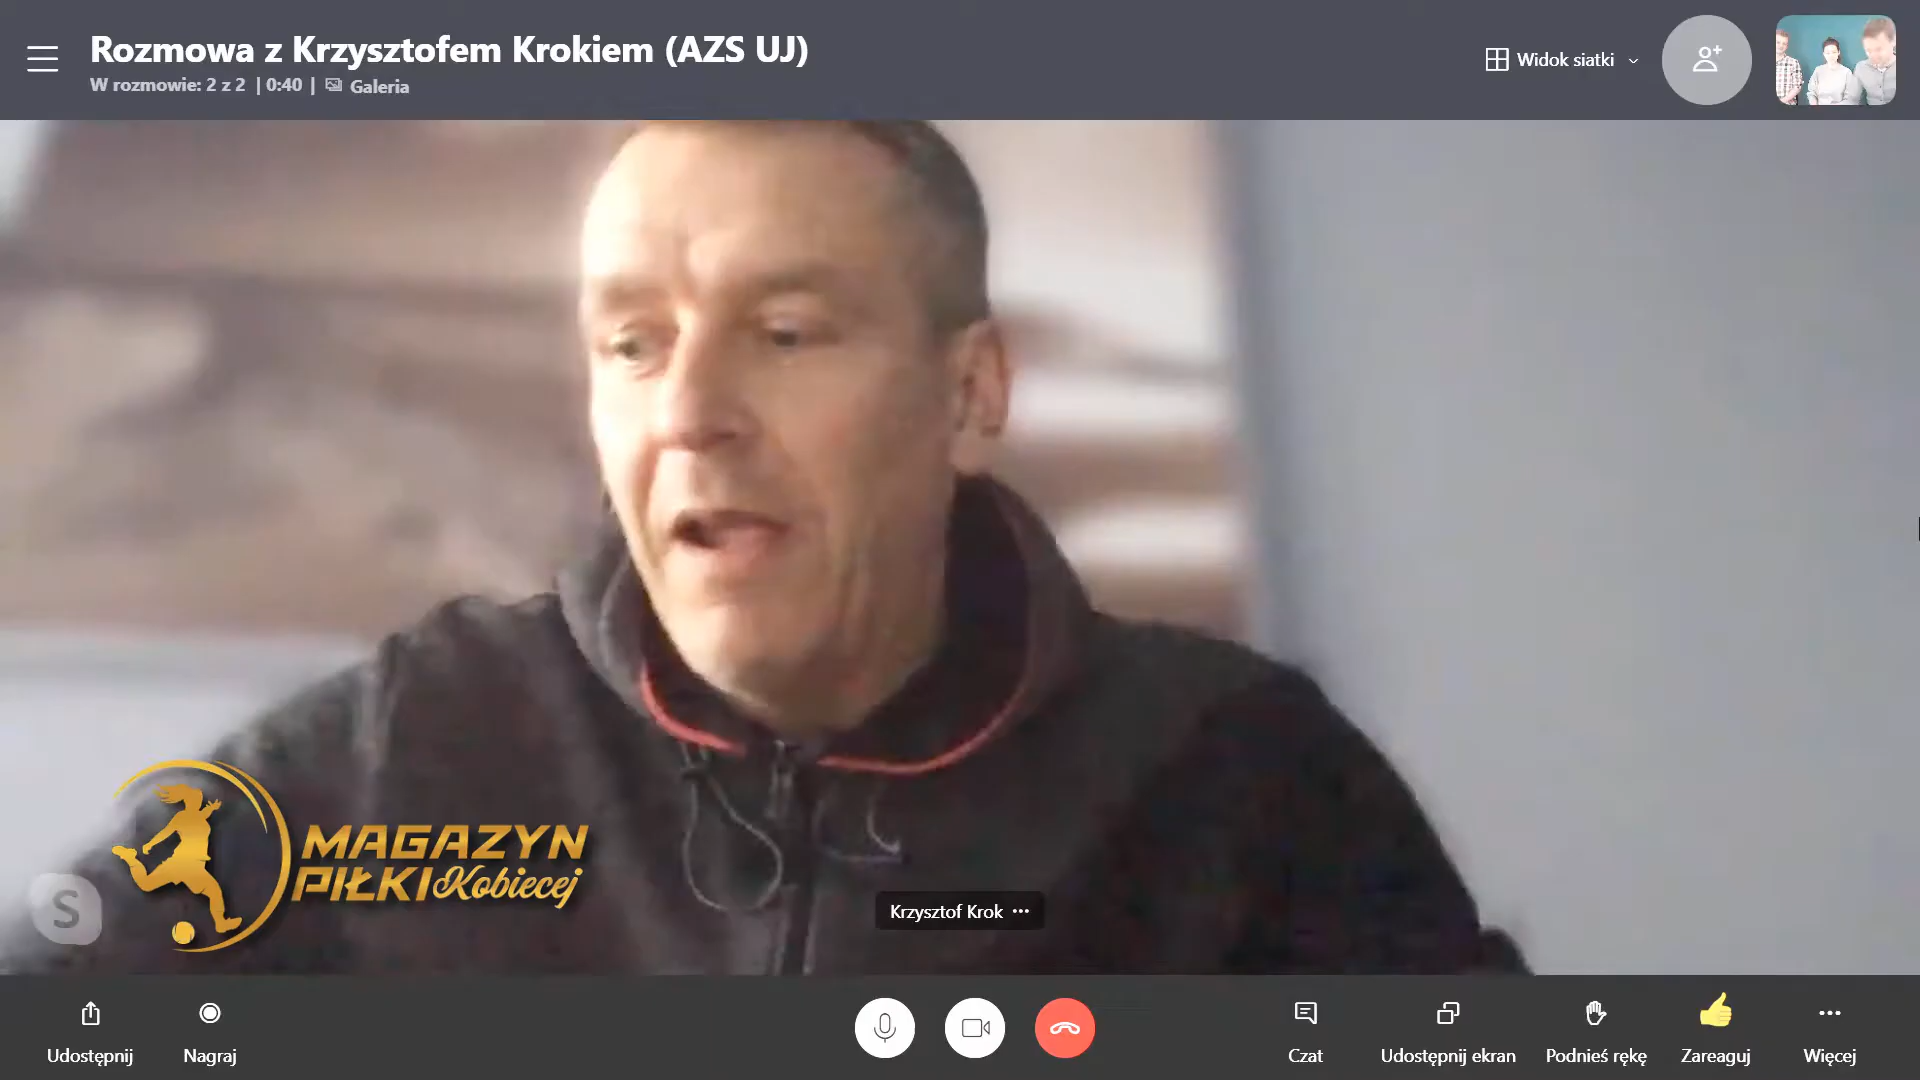 Rozmowa z Krzysztofem Krokiem (AZS UJ)
W rozmowie: 2 z 2 | 0:40 | Galeria
Widok siatki
MAGAZYN
PIŁKI Kobiecej
S
Krzysztof Krok
Udostępnij
Nagraj
Czat
Udostępnij ekran
Podnieś rękę
Zareaguj
Więcej